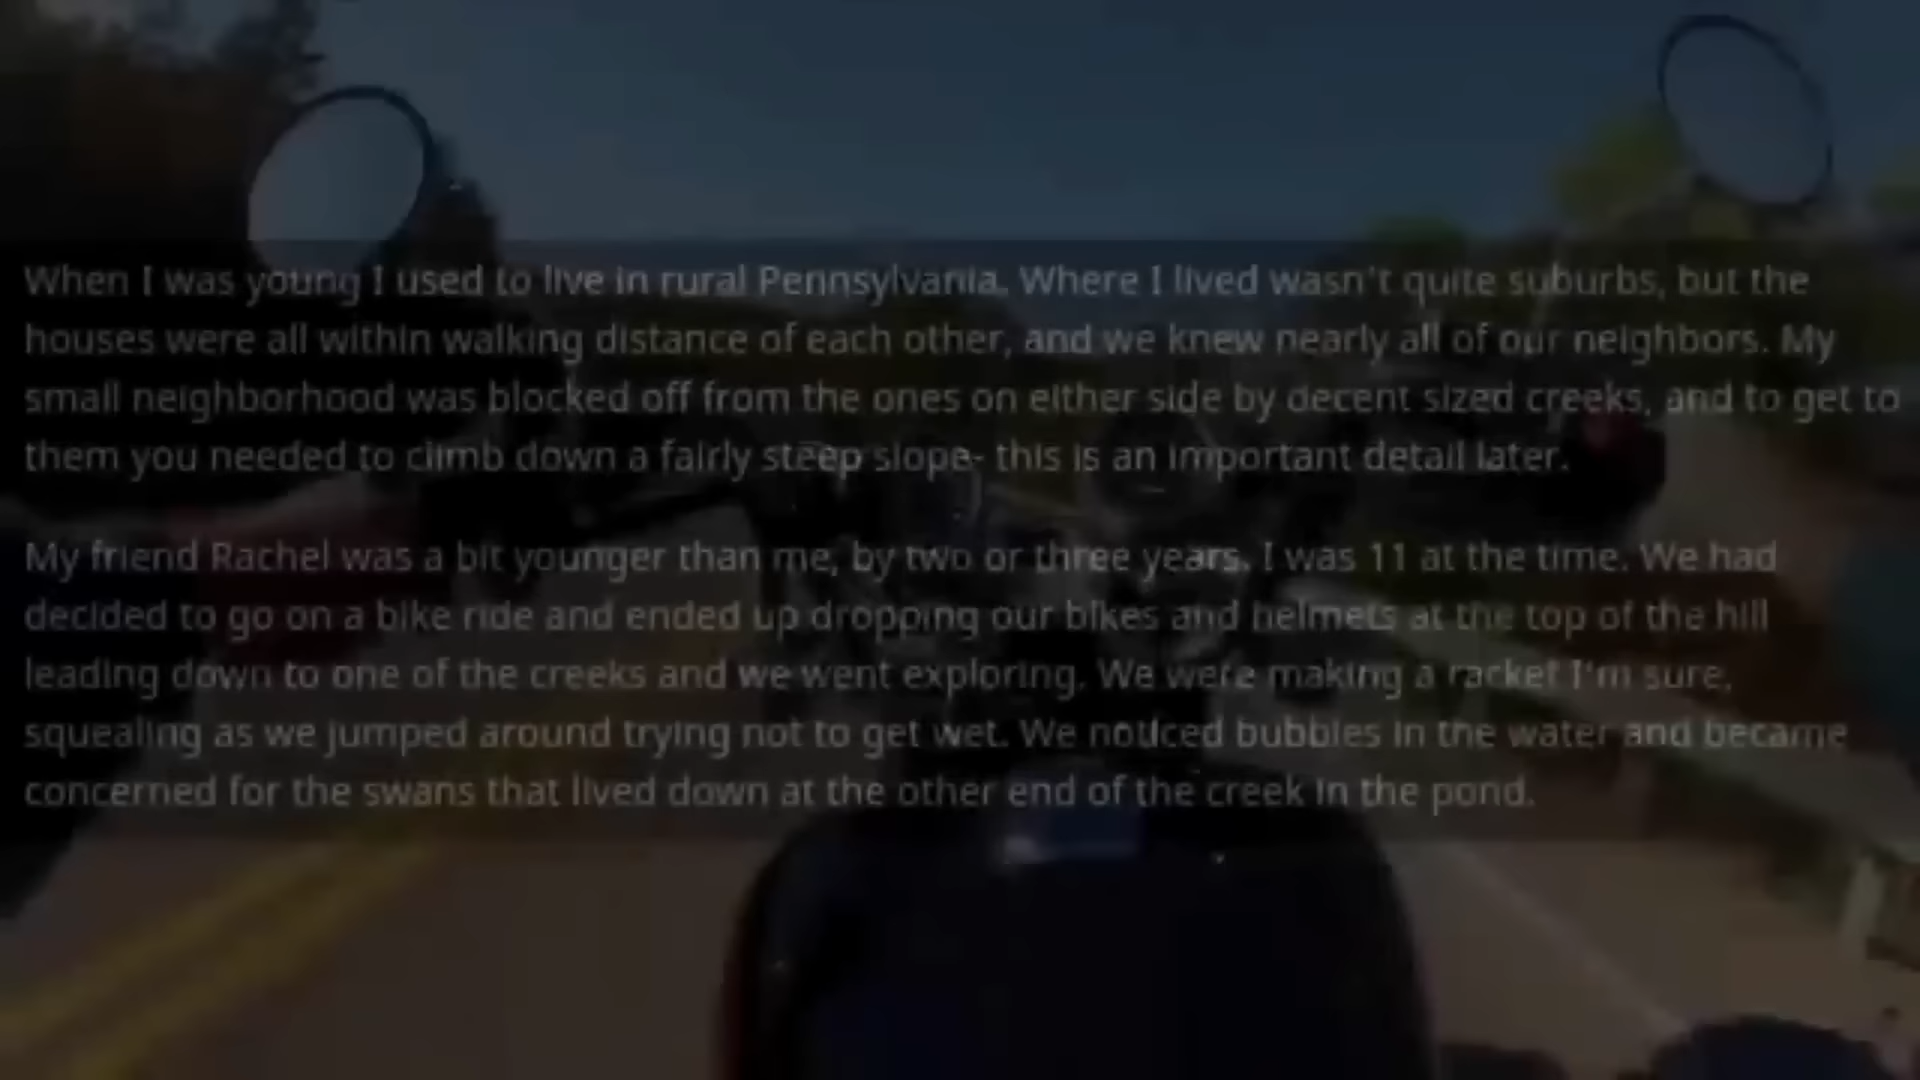 When I was young I used to live in rural Pennsylvania. Where I lived wasn't quite suburbs, but the
houses were all within walking distance of each other, and we knew nearly all of our neighbors. My
small neighborhood was blocked off from the ones on either side by decent sized creeks, and to get to
them you needed to climb down a fairly steep slope- this is an important detail later.
My friend Rachel was a bit younger than me, by two or three years. I was 11 at the time. We had
decided to go on a bike ride and ended up dropping our bikes and helmets at the top of the hill
leading down to one of the creeks and we went exploring. We were making a racket I'm sure,
squealing as we jumped around trying not to get wet. We noticed bubbles in the water and became
concerned for the swans that lived down at the other end of the creek in the pond.